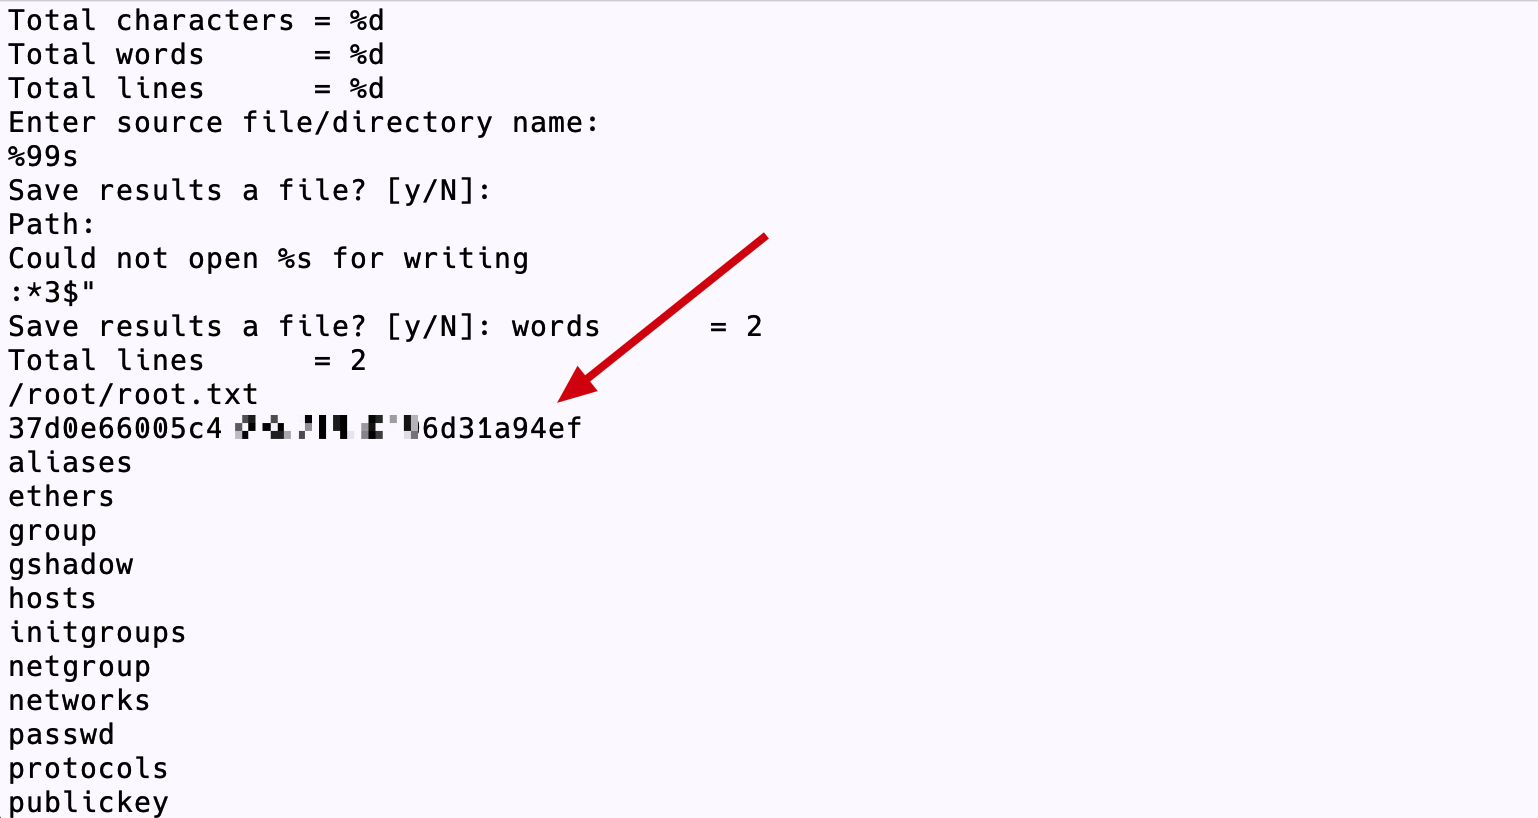 Total characters = %d
Total words      = %d
Total lines      = %d
Enter source file/directory name:
%99s
Save results a file? [y/N]:
Path:
Could not open %s for writing
:*3$"
Save results a file? [y/N]: words      = 2
Total lines      = 2
/root/root.txt
37d0e66005c4 6d31a94ef
aliases
ethers
group
gshadow
hosts
initgroups
netgroup
networks
passwd
protocols
publickey